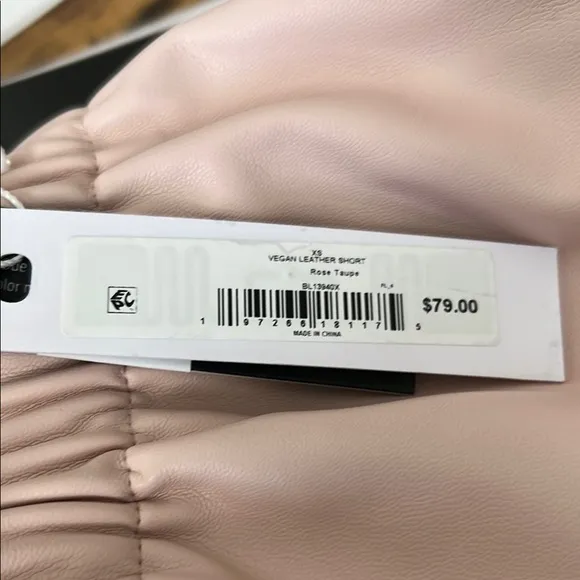 XS
VEGAN LEATHER SHORT
Rose Taupe
BL13940X
$79.00
1 97266 18117 5
MADE IN CHINA